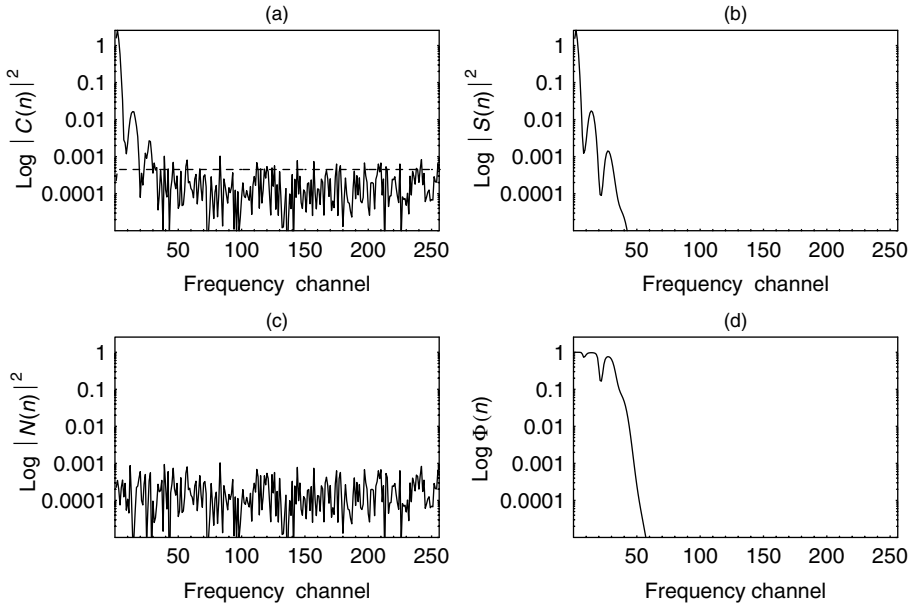 (a)
Log |C(n)|²
1
0.1
0.01
0.001
0.0001
50 100 150 200 250
Frequency channel
(b)
Log |S(n)|²
1
0.1
0.01
0.001
0.0001
50 100 150 200 250
Frequency channel
(c)
Log |N(n)|²
1
0.1
0.01
0.001
0.0001
50 100 150 200 250
Frequency channel
(d)
Log Φ(n)
1
0.1
0.01
0.001
0.0001
50 100 150 200 250
Frequency channel